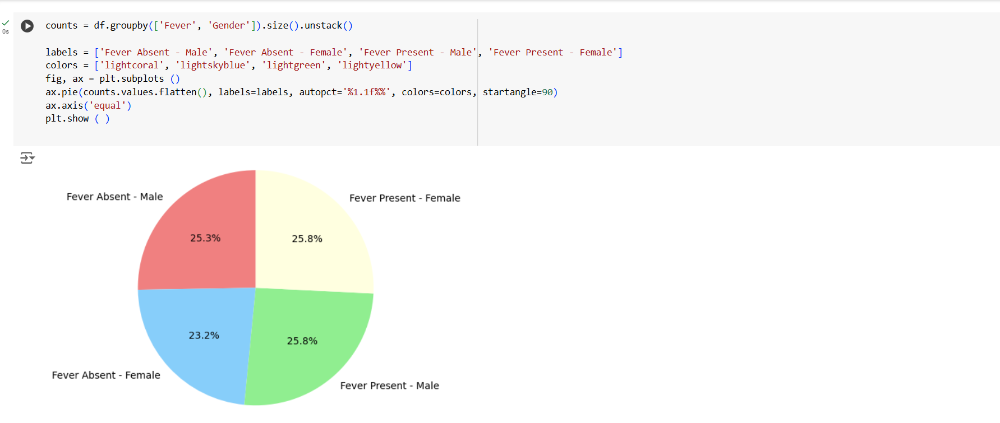 counts = df.groupby(['Fever', 'Gender']).size().unstack()
0s
labels = ['Fever Absent - Male', 'Fever Absent - Female', 'Fever Present - Male', 'Fever Present - Female']
colors = ['lightcoral', 'lightskyblue', 'lightgreen', 'lightyellow']
fig, ax = plt.subplots ()
ax.pie(counts.values.flatten(), labels=labels, autopct='%1.1f%%', colors=colors, startangle=90)
ax.axis('equal')
plt.show ( )
Fever Absent - Male
Fever Present - Female
25.3%
25.8%
23.2%
25.8%
Fever Absent - Female
Fever Present - Male